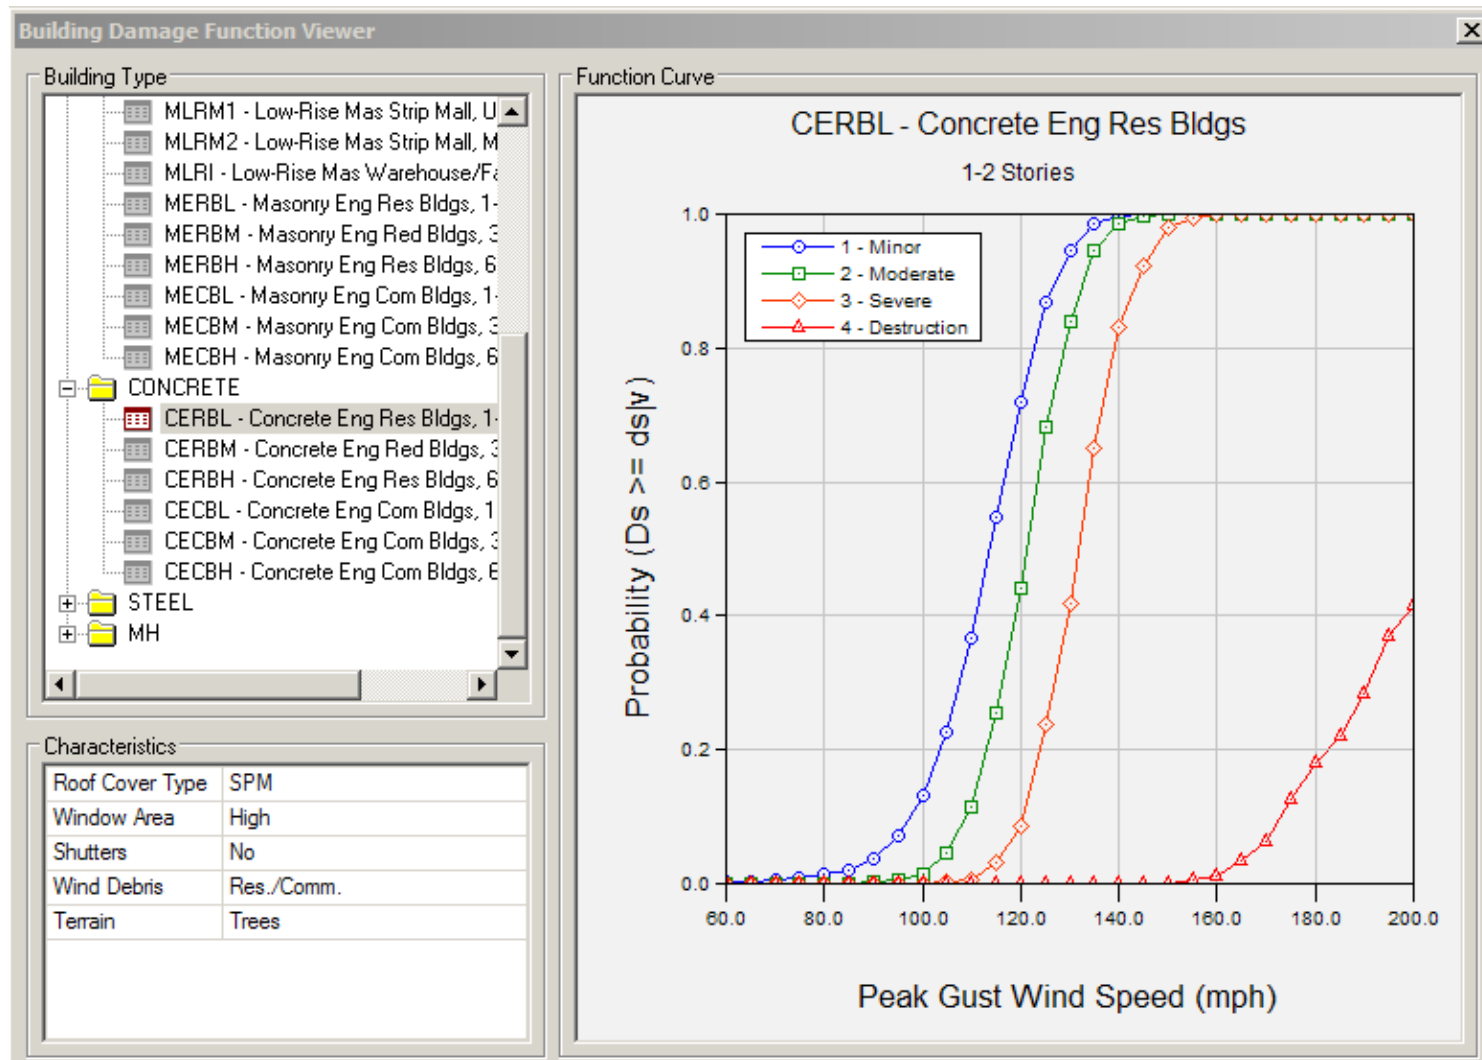 Building Damage Function Viewer
Building Type
MLRM1 - Low-Rise Mas Strip Mall, U
MLRM2 - Low-Rise Mas Strip Mall, M
MLRI - Low-Rise Mas Warehouse/Fa
MERBL - Masonry Eng Res Bldgs, 1-
MERBM - Masonry Eng Red Bldgs, 3
MERBH - Masonry Eng Res Bldgs, 6
MECBL - Masonry Eng Com Bldgs, 1-
MECBM - Masonry Eng Com Bldgs, 3
MECBH - Masonry Eng Com Bldgs, 6
CONCRETE
CERBL - Concrete Eng Res Bldgs, 1-
CERBM - Concrete Eng Red Bldgs, 3
CERBH - Concrete Eng Res Bldgs, 6
CECBL - Concrete Eng Com Bldgs, 1
CECBM - Concrete Eng Com Bldgs, 3
CECBH - Concrete Eng Com Bldgs, 6
STEEL
MH
Characteristics
Roof Cover Type SPM
Window Area High
Shutters No
Wind Debris Res./Comm.
Terrain Trees
Function Curve
CERBL - Concrete Eng Res Bldgs
1-2 Stories
1 - Minor
2 - Moderate
3 - Severe
4 - Destruction
Probability (Ds >= ds|v)
1.0
0.8
0.6
0.4
0.2
0.0
60.0 80.0 100.0 120.0 140.0 160.0 180.0 200.0
Peak Gust Wind Speed (mph)